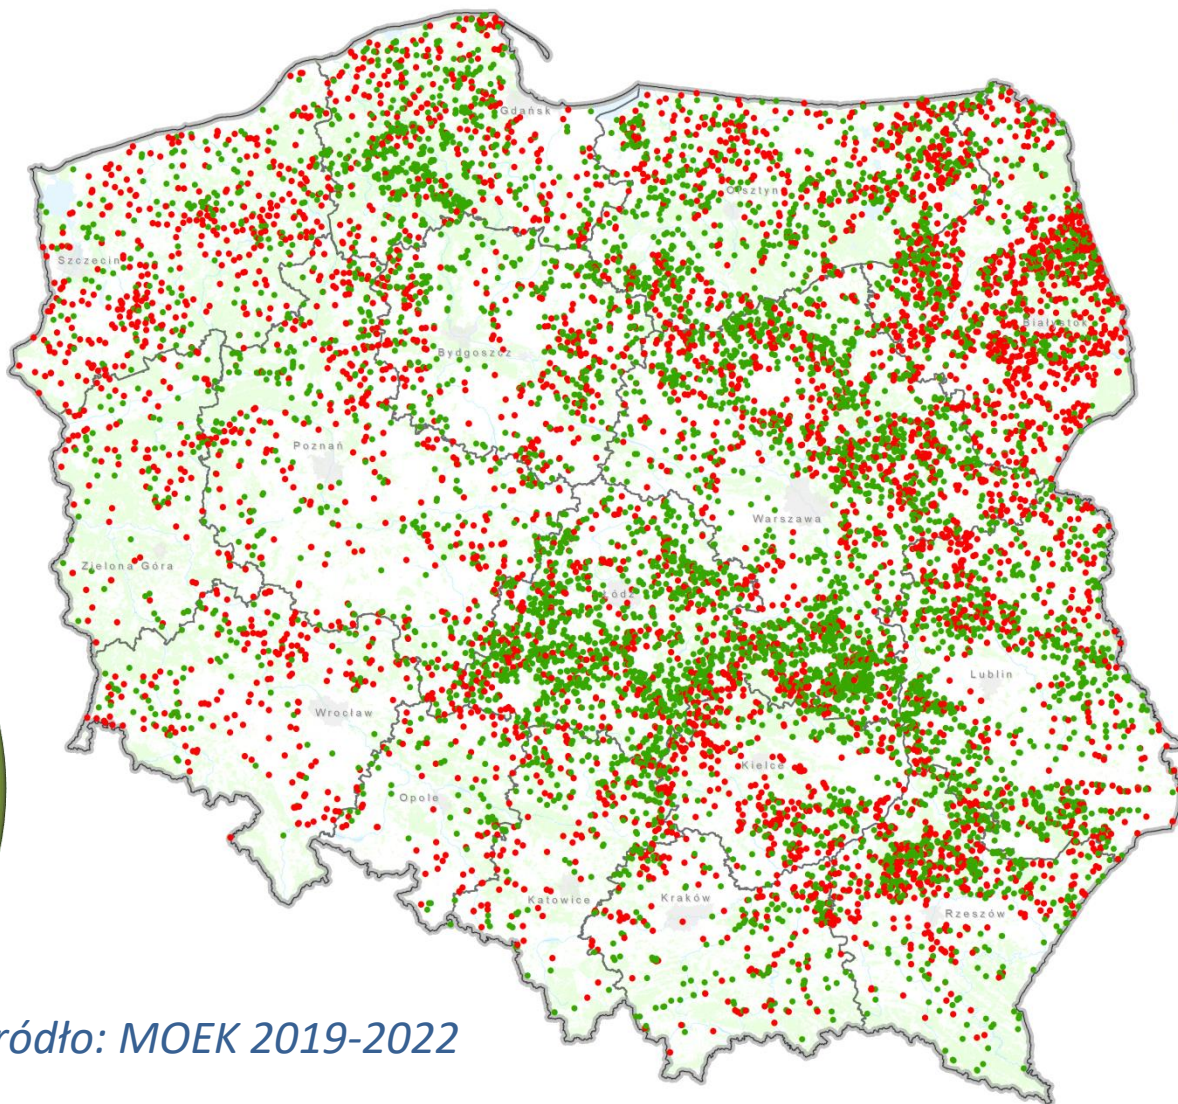 Gdańsk
Olsztyn
Szczecin
Białystok
Bydgoszcz
Poznań
Warszawa
Zielona Góra
Łódź
Lublin
Wrocław
Kielce
Opole
Katowice
Kraków
Rzeszów
ródło: MOEK 2019-2022